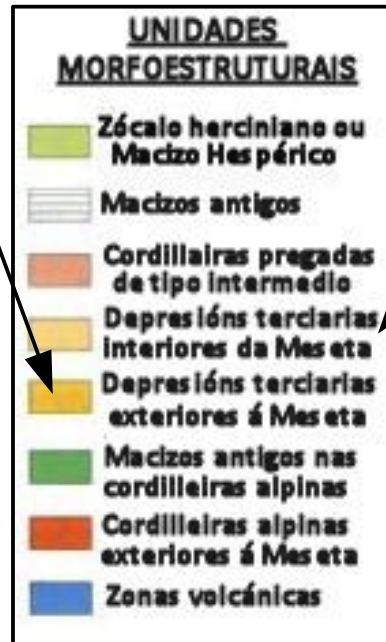 UNIDADES
MORFOESTRUTURAIS
Zócalo herciniano ou
Macizo Hespérico
Macizos antigos
Cordillairas pregadas
de tipo intermedio
Depresións terciarias
interiores da Meseta
Depresións terciarias
exteriores á Meseta
Macizos antigos nas
cordilleiras alpinas
Cordilleiras alpinas
exteriores á Meseta
Zonas volcánicas